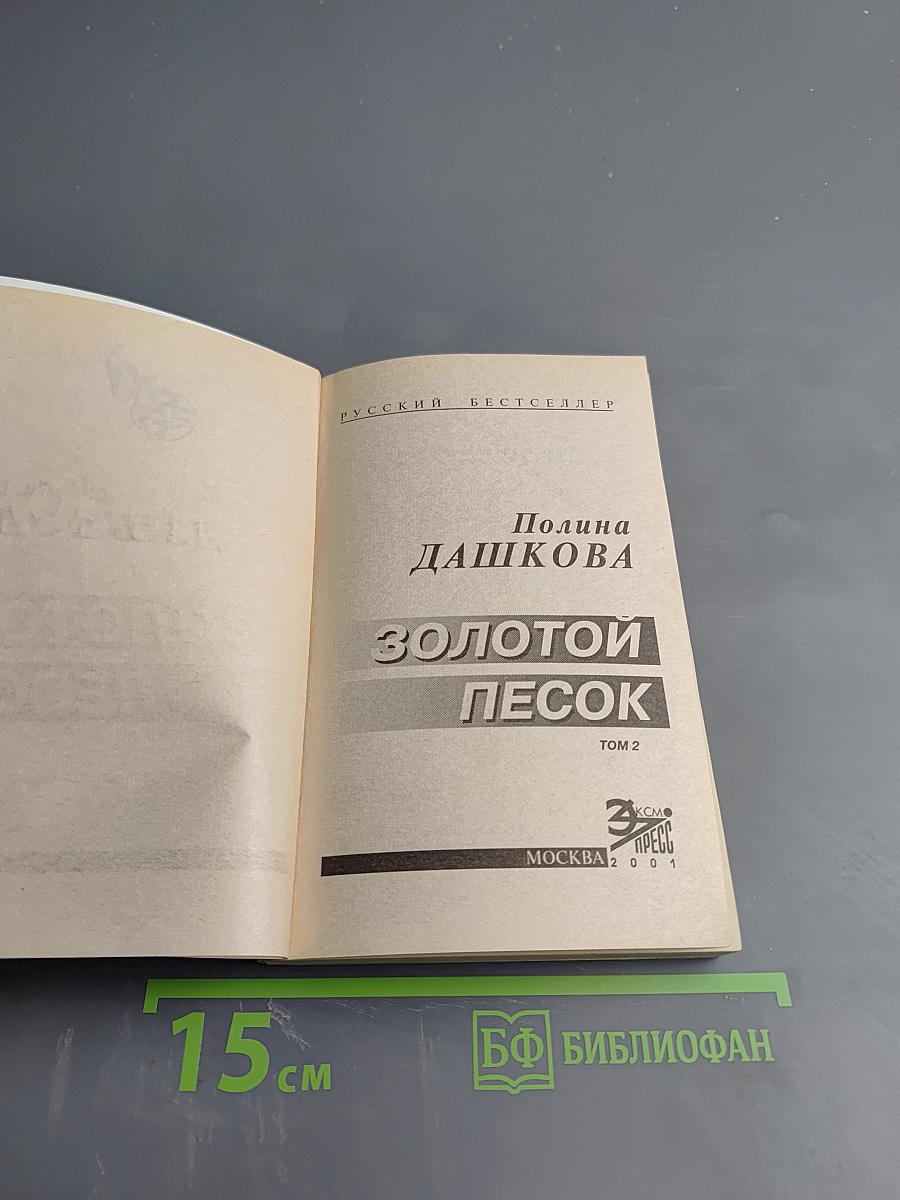 РУССКИЙ БЕСТСЕЛЛЕР
Полина
ДАШКОВА
ЗОЛОТОЙ
ПЕСОК
ТОМ 2
ЭКСМО
ПРЕСС
МОСКВА
2001
15 см
БФ БИБЛИОФАН